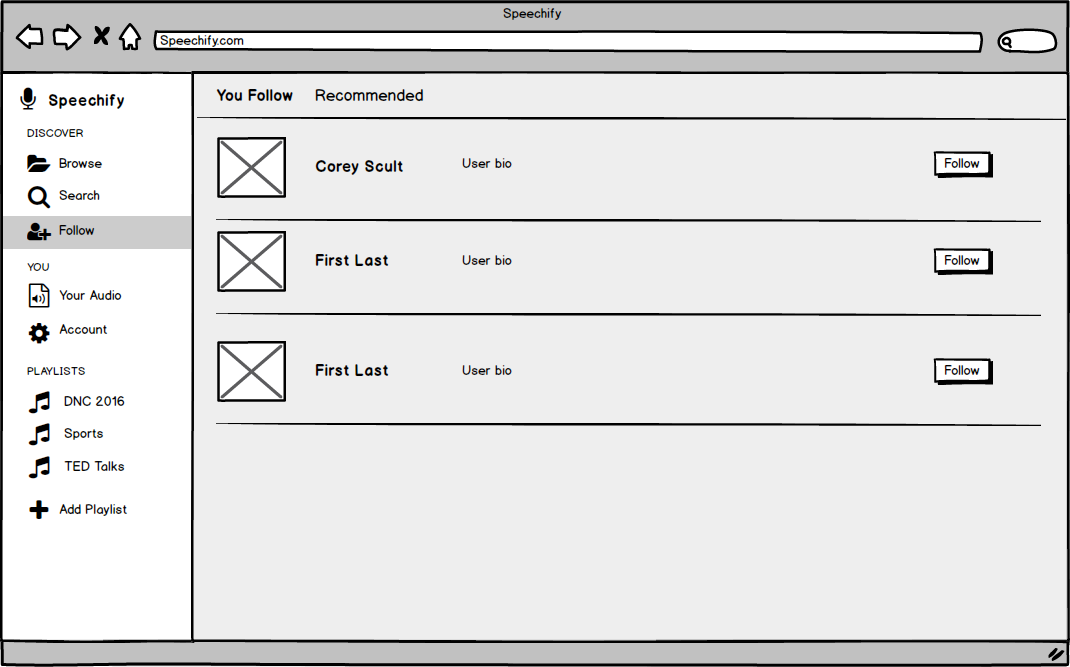 Speechify
Speechify.com
Speechify
DISCOVER
Browse
Search
Follow
YOU
Your Audio
Account
PLAYLISTS
DNC 2016
Sports
TED Talks
Add Playlist
You Follow Recommended
Corey Scult User bio Follow
First Last User bio Follow
First Last User bio Follow